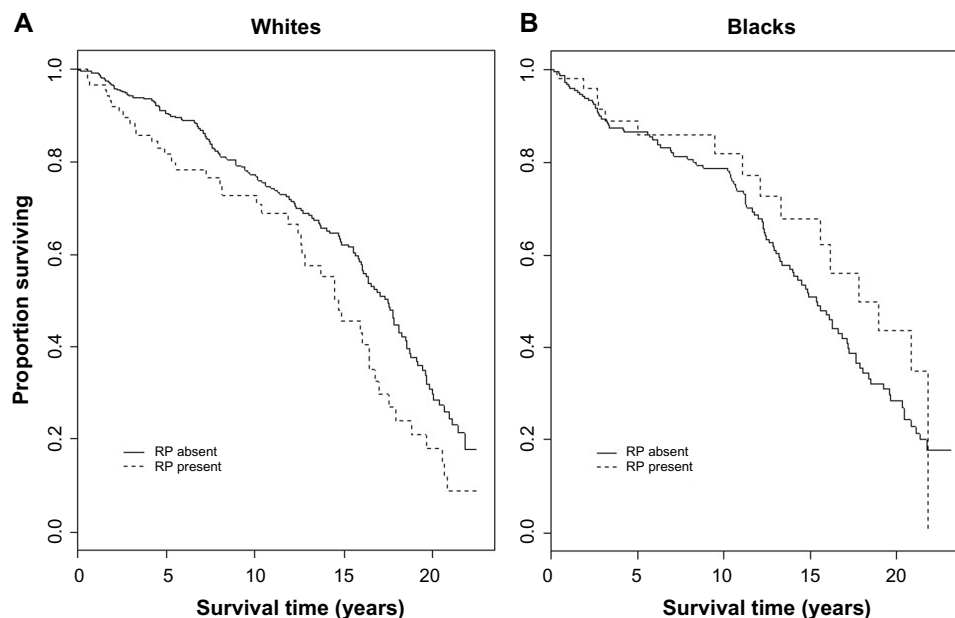 A
Whites
Proportion surviving
1.0
0.8
0.6
0.4
0.2
0.0
RP absent
RP present
0
5
10
15
20
Survival time (years)
B
Blacks
1.0
0.8
0.6
0.4
0.2
0.0
RP absent
RP present
0
5
10
15
20
Survival time (years)